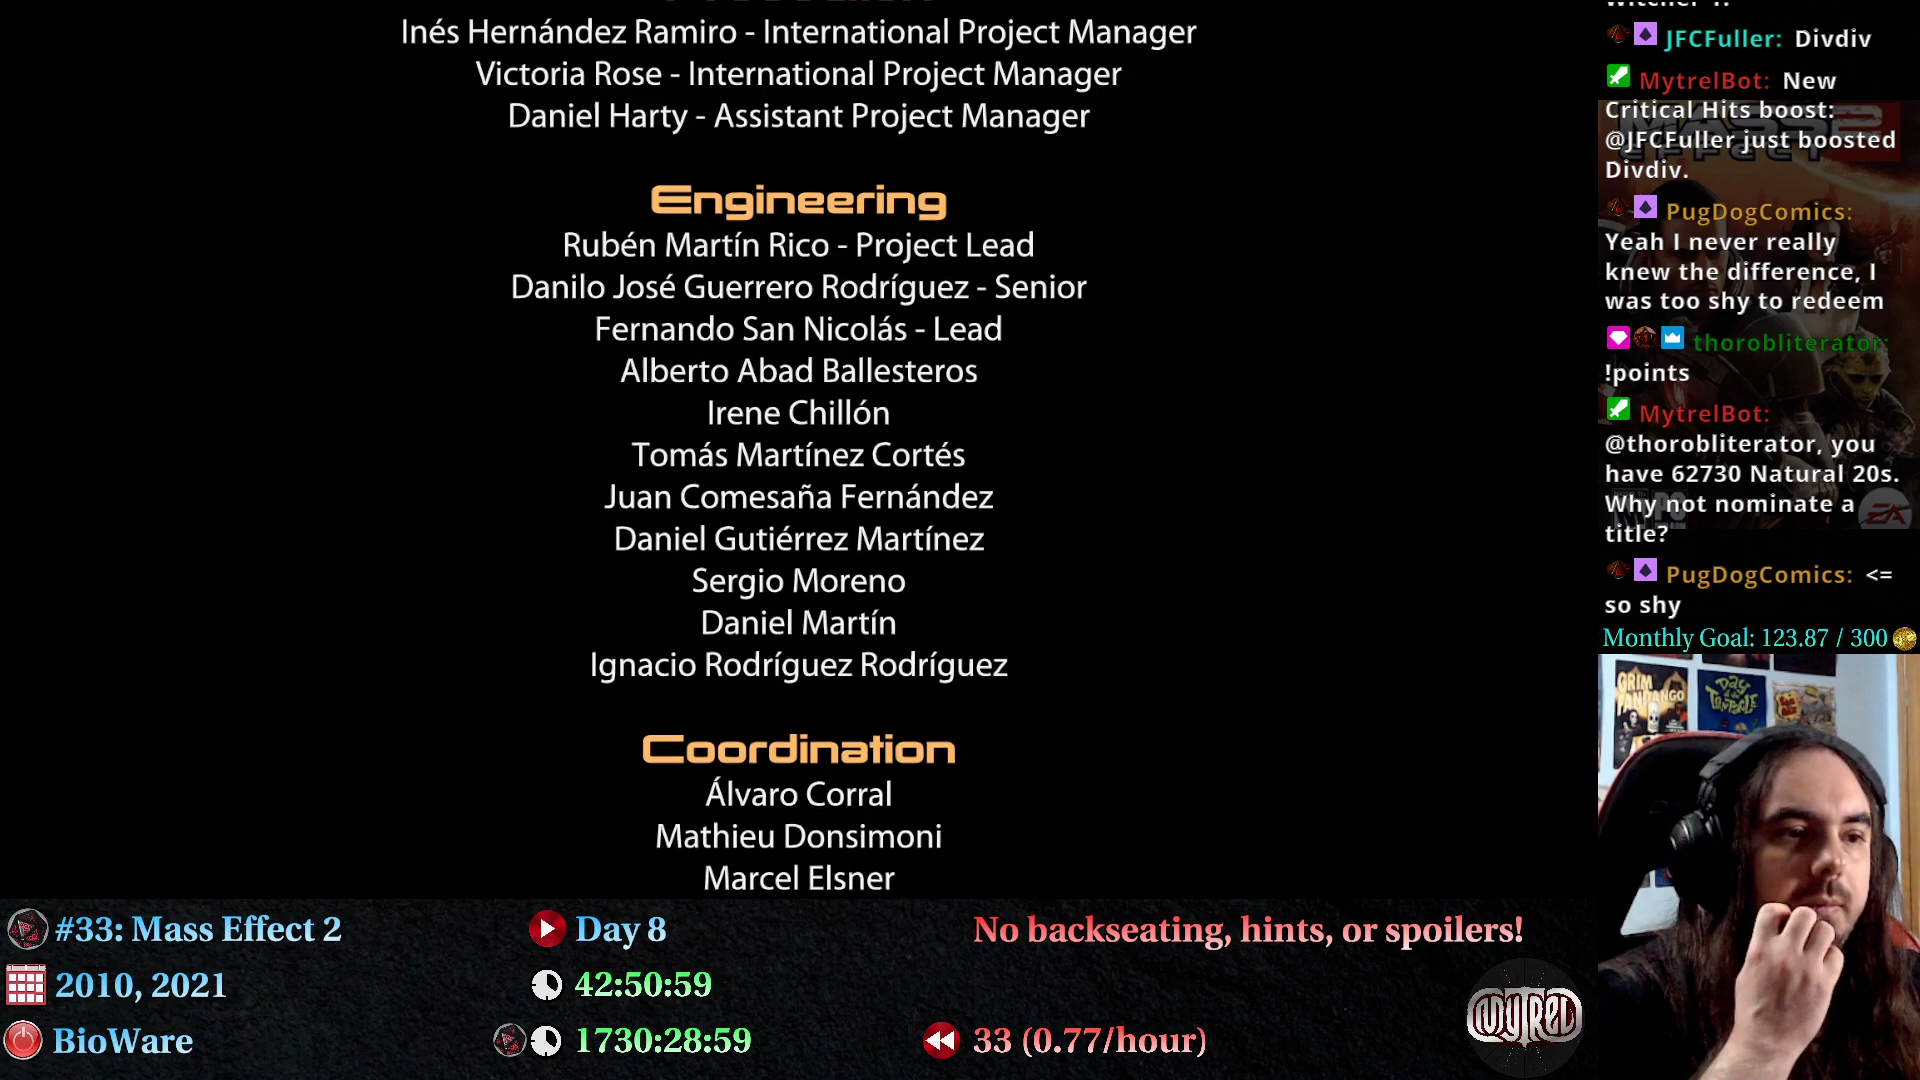 Inés Hernández Ramiro - International Project Manager
Victoria Rose - International Project Manager
Daniel Harty - Assistant Project Manager
Engineering
Rubén Martín Rico - Project Lead
Danilo José Guerrero Rodríguez - Senior
Fernando San Nicolás - Lead
Alberto Abad Ballesteros
Irene Chillón
Tomás Martínez Cortés
Juan Comesaña Fernández
Daniel Gutiérrez Martínez
Sergio Moreno
Daniel Martín
Ignacio Rodríguez Rodríguez
Coordination
Álvaro Corral
Mathieu Donsimoni
Marcel Elsner
JFCFuller: Divdiv
MytrelBot: New
Critical Hits boost:
@JFCFuller just boosted
Divdiv.
PugDogComics:
Yeah I never really
knew the difference, I
was too shy to redeem
thorobliterator:
!points
MytrelBot:
@thorobliterator, you
have 62730 Natural 20s.
Why not nominate a
title?
PugDogComics: <=
so shy
Monthly Goal: 123.87 / 300
GRIM
FANDANGO
Day
TENTACLE
#33: Mass Effect 2
Day 8
No backseating, hints, or spoilers!
2010, 2021
42:50:59
BioWare
1730:28:59
33 (0.77/hour)
EA